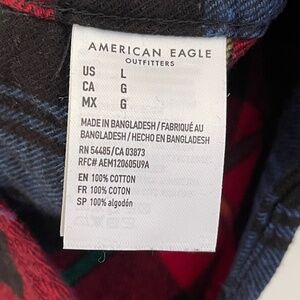 AMERICAN EAGLE
OUTFITTERS
US L
CA G
MX G
MADE IN BANGLADESH / FABRIQUÉ AU
BANGLADESH / HECHO EN BANGLADESH
RN 54485/CA 03873
RFC# AEM120605U9A
EN 100% COTTON
FR 100% COTON
SP 100% algodón